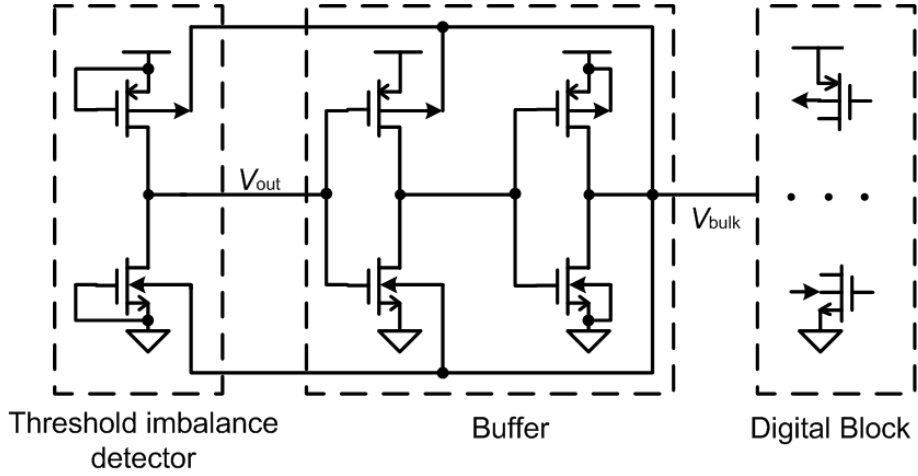 Vout
Vbulk
Threshold imbalance
detector
Buffer
Digital Block